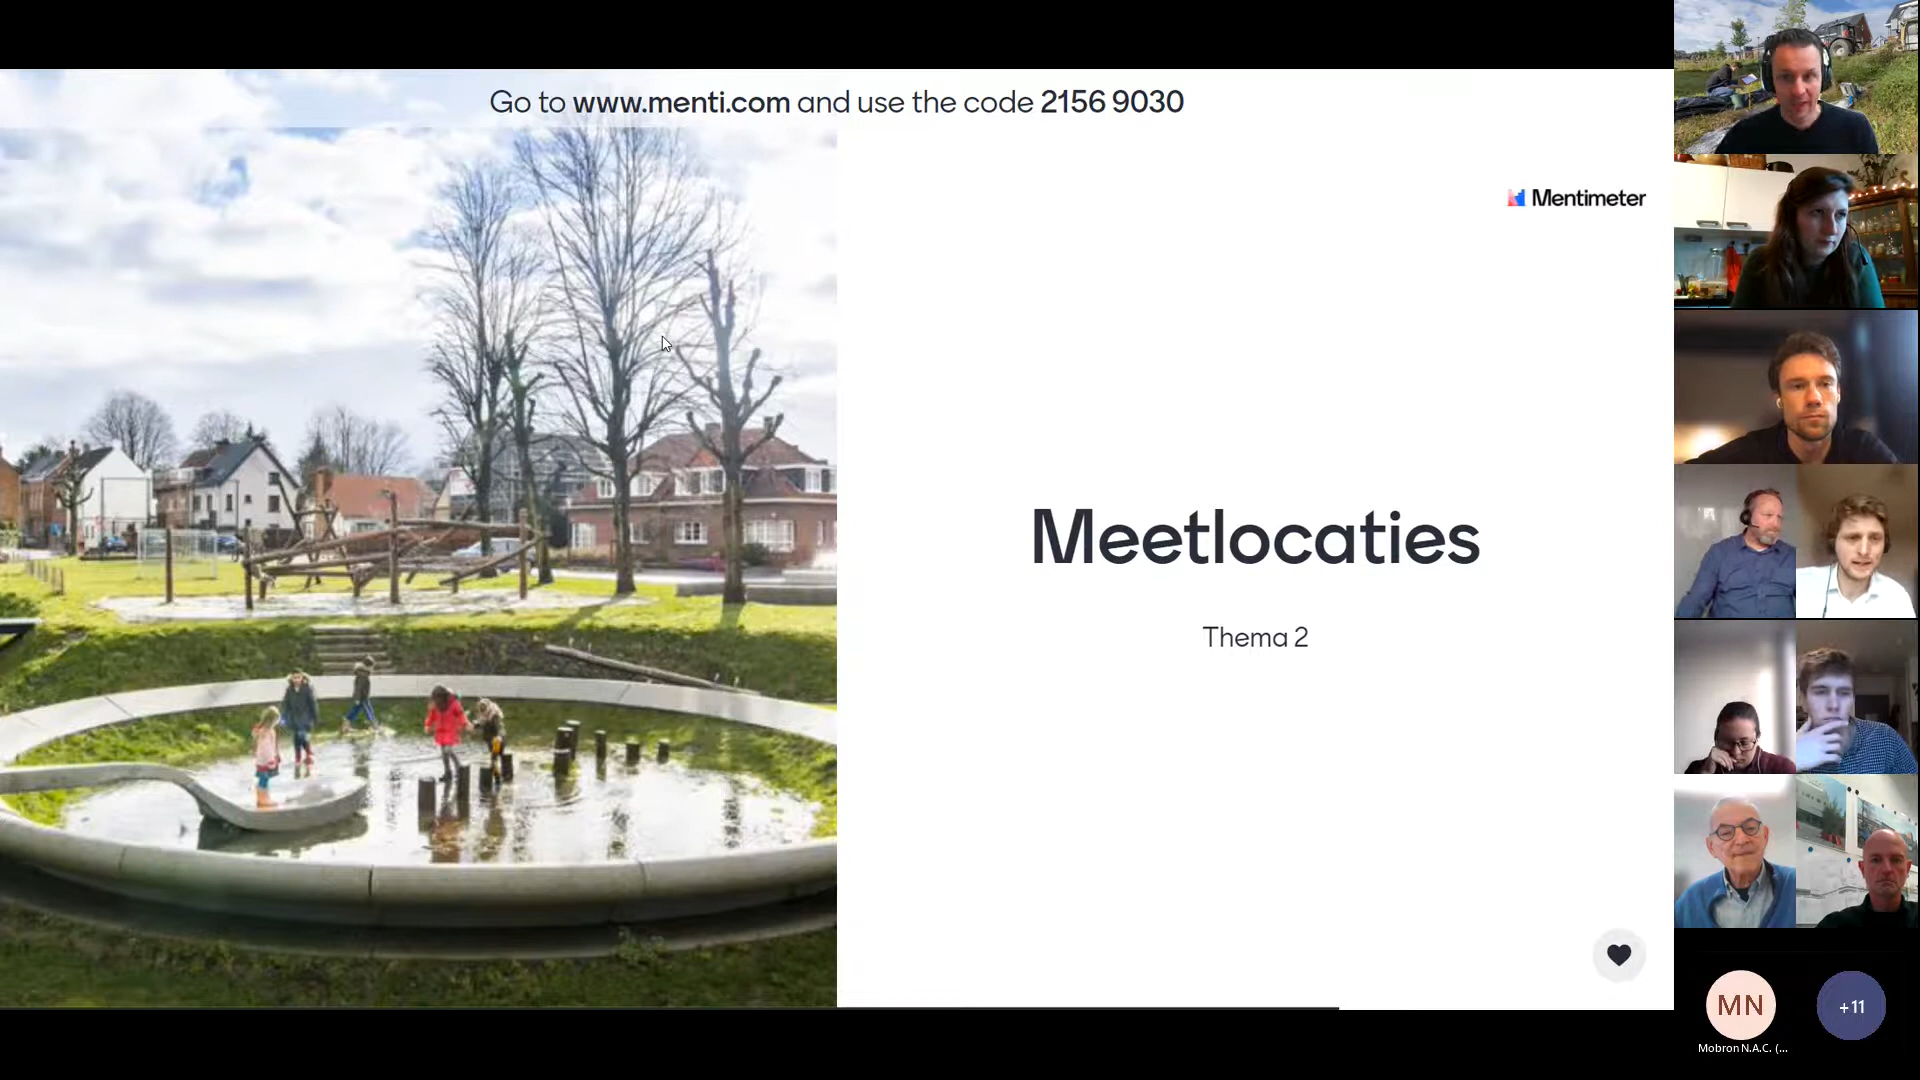 Go to www.menti.com and use the code 2156 9030
Mentimeter
Meetlocaties
Thema 2
MN
+11
Mobron N.A.C. (...